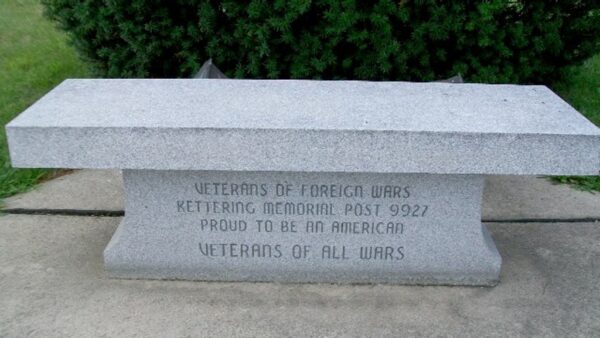 VETERANS OF FOREIGN WARS
KETTERING MEMORIAL POST 9927
PROUD TO BE AN AMERICAN
VETERANS OF ALL WARS